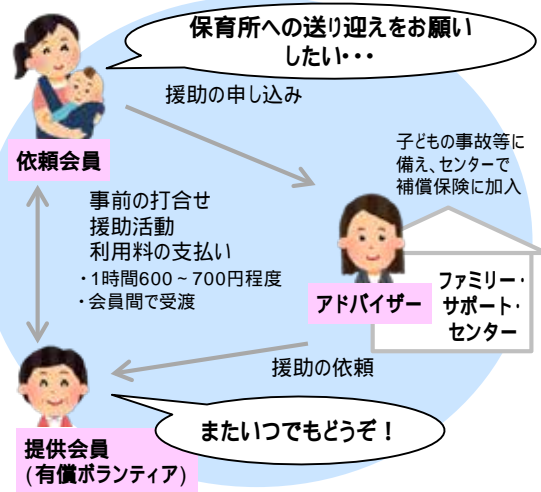 保育所への送り迎えをお願い
したい・・・
援助の申し込み
依頼会員
子どもの事故等に
備え、センターで
補償保険に加入
事前の打合せ
援助活動
利用料の支払い
・1時間600～700円程度
・会員間で受渡
アドバイザー
ファミリー・
サポート・
センター
援助の依頼
またいつでもどうぞ！
提供会員
(有償ボランティア)